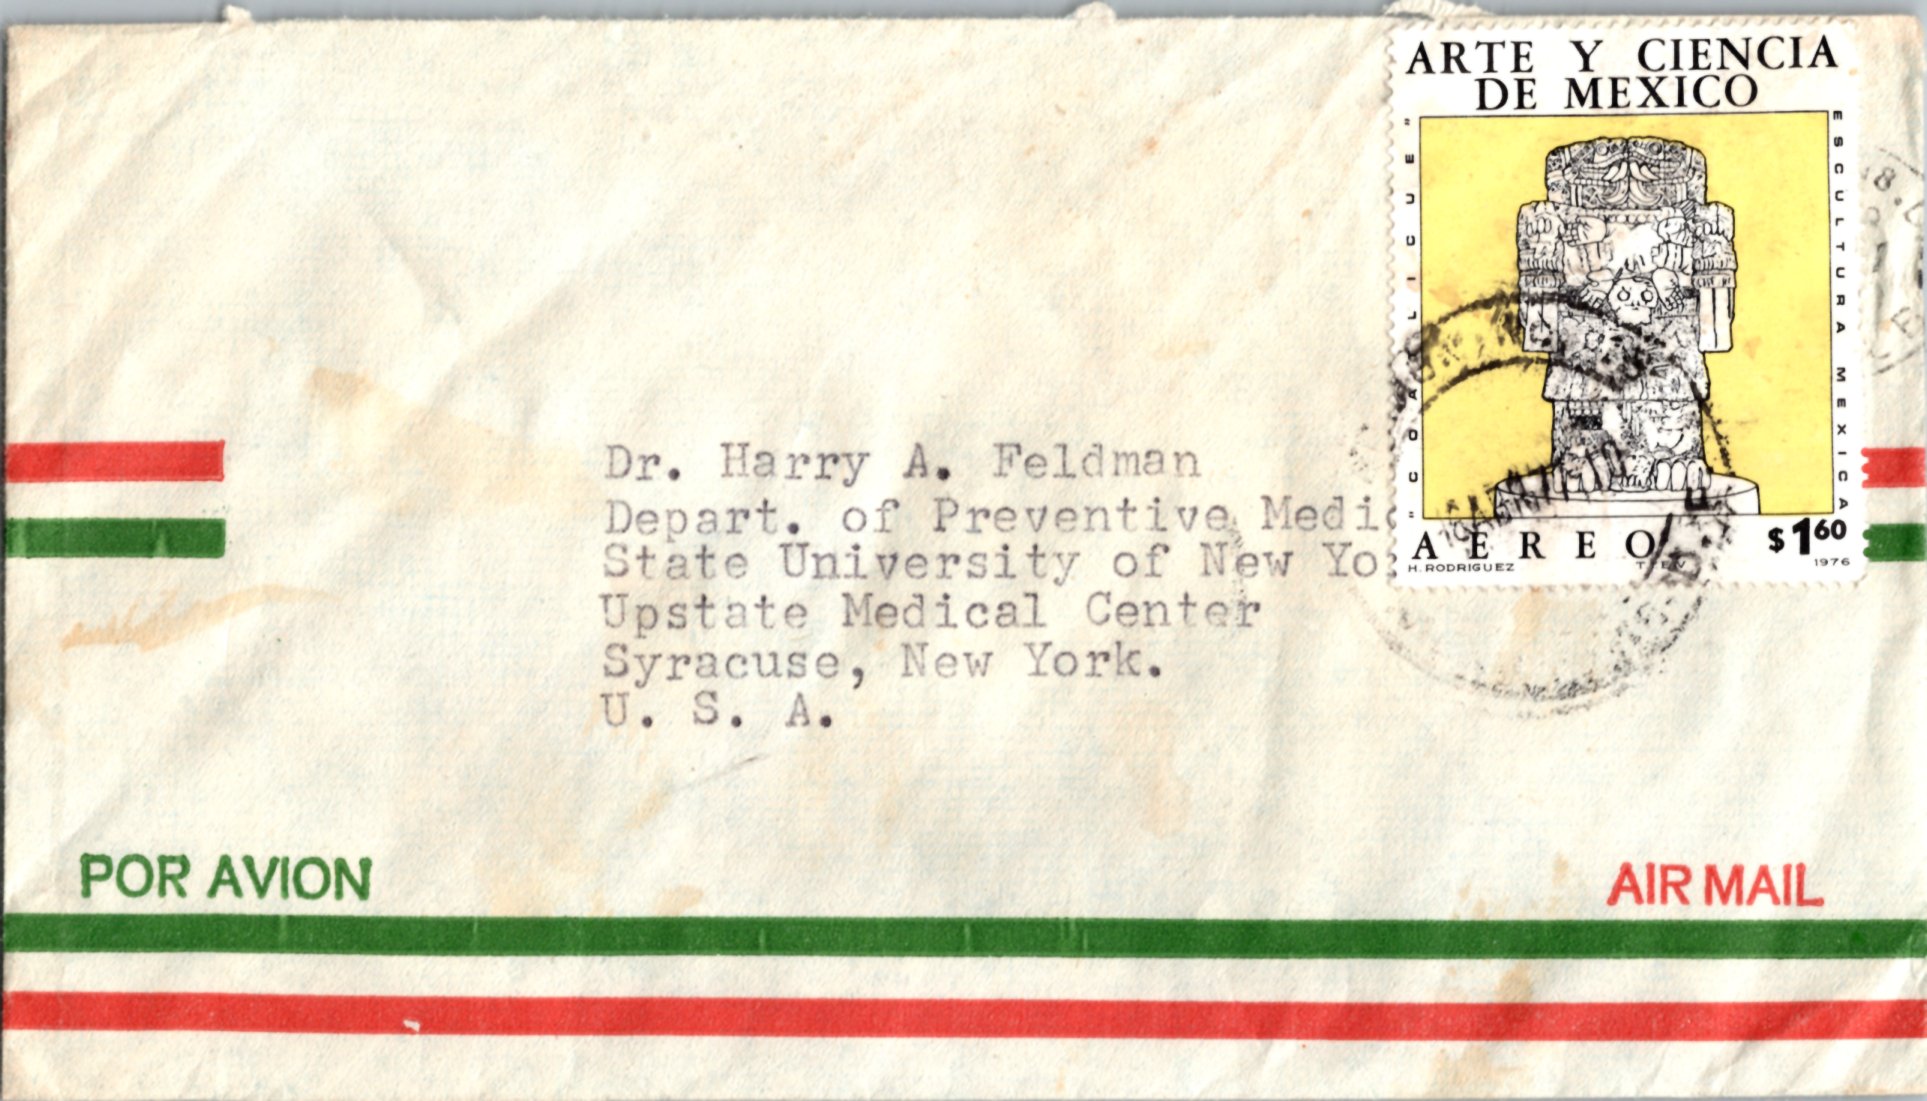 ARTE Y CIENCIA
DE MEXICO
"COATLICUE"
ESCULTURA MEXICA
AEREO
$1.60
H. RODRIGUEZ
TIEV
1976
Dr. Harry A. Feldman
Depart. of Preventive Medic
State University of New Yo
Upstate Medical Center
Syracuse, New York.
U. S. A.
POR AVION
AIR MAIL